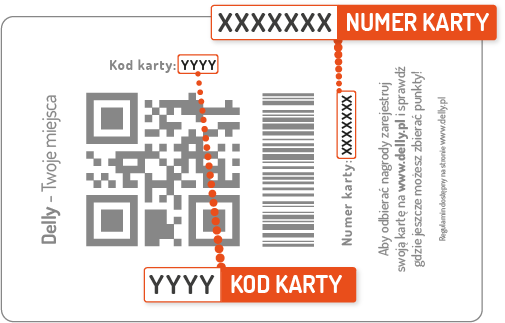 XXXXXXX NUMER KARTY
Kod karty: YYYY
Delly - Twoje miejsca
Numer karty: XXXXXXX
Aby odbierać nagrody zarejestruj
swoją kartę na www.delly.pl i sprawdź
gdzie jeszcze możesz zbierać punkty!
Regulamin dostępny na stronie www.delly.pl
YYYY KOD KARTY